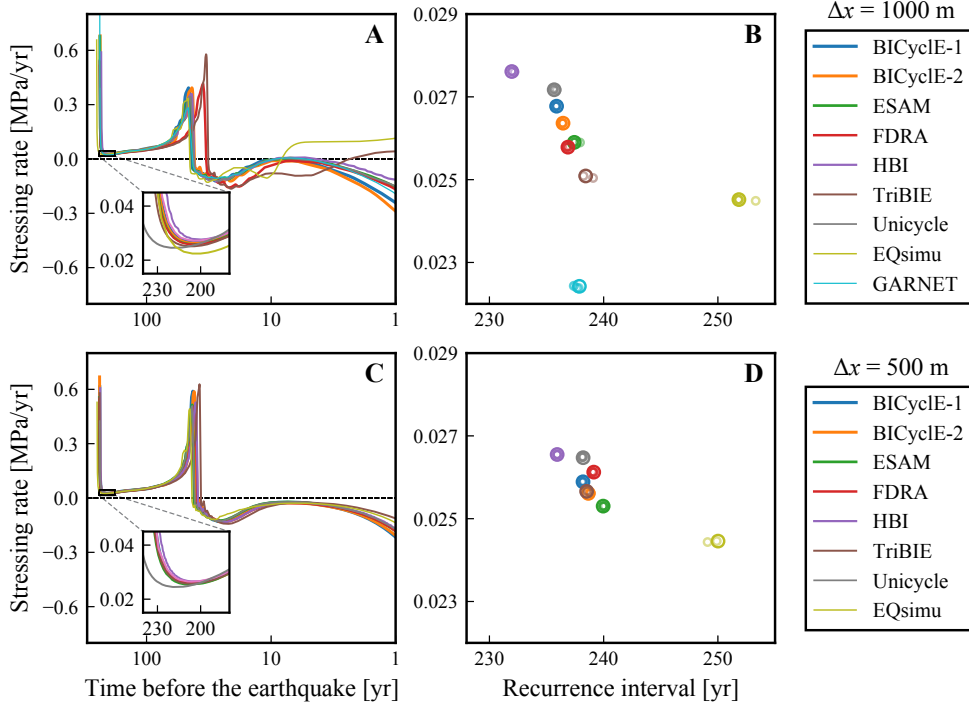 A
Stressing rate [MPa/yr]
0.6
0.3
0.0
−0.3
−0.6
0.04
0.02
230
200
100
10
1
B
0.029
0.027
0.025
0.023
230
240
250
Δx = 1000 m
BICyclE-1
BICyclE-2
ESAM
FDRA
HBI
TriBIE
Unicycle
EQsimu
GARNET
C
Stressing rate [MPa/yr]
0.6
0.3
0.0
−0.3
−0.6
0.04
0.02
230
200
100
10
1
Time before the earthquake [yr]
D
0.029
0.027
0.025
0.023
230
240
250
Recurrence interval [yr]
Δx = 500 m
BICyclE-1
BICyclE-2
ESAM
FDRA
HBI
TriBIE
Unicycle
EQsimu